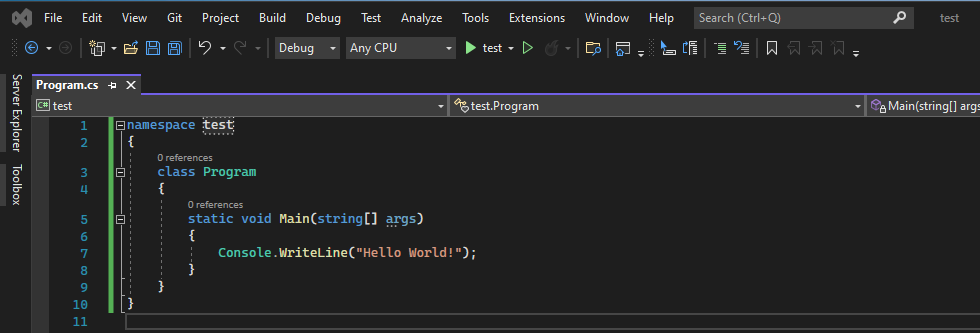 File Edit View Git Project Build Debug Test Analyze Tools Extensions Window Help Search (Ctrl+Q) test
Debug Any CPU test
Server Explorer
Toolbox
Program.cs
C# test test.Program Main(string[] args
1 namespace test
2 {
0 references
3 class Program
4 {
0 references
5 static void Main(string[] args)
6 {
7 Console.WriteLine("Hello World!");
8 }
9 }
10 }
11